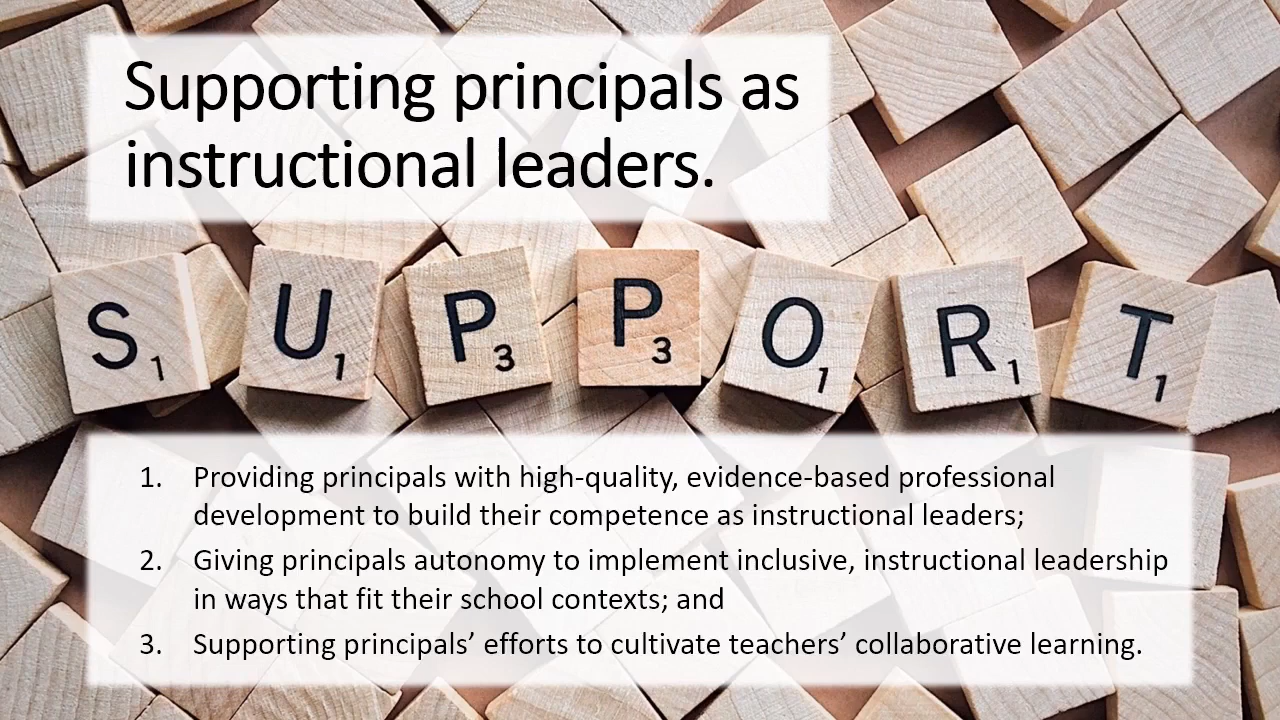 Supporting principals as
instructional leaders.
S1 U1 P3 P3 O1 R1 T1
1. Providing principals with high-quality, evidence-based professional
development to build their competence as instructional leaders;
2. Giving principals autonomy to implement inclusive, instructional leadership
in ways that fit their school contexts; and
3. Supporting principals’ efforts to cultivate teachers’ collaborative learning.